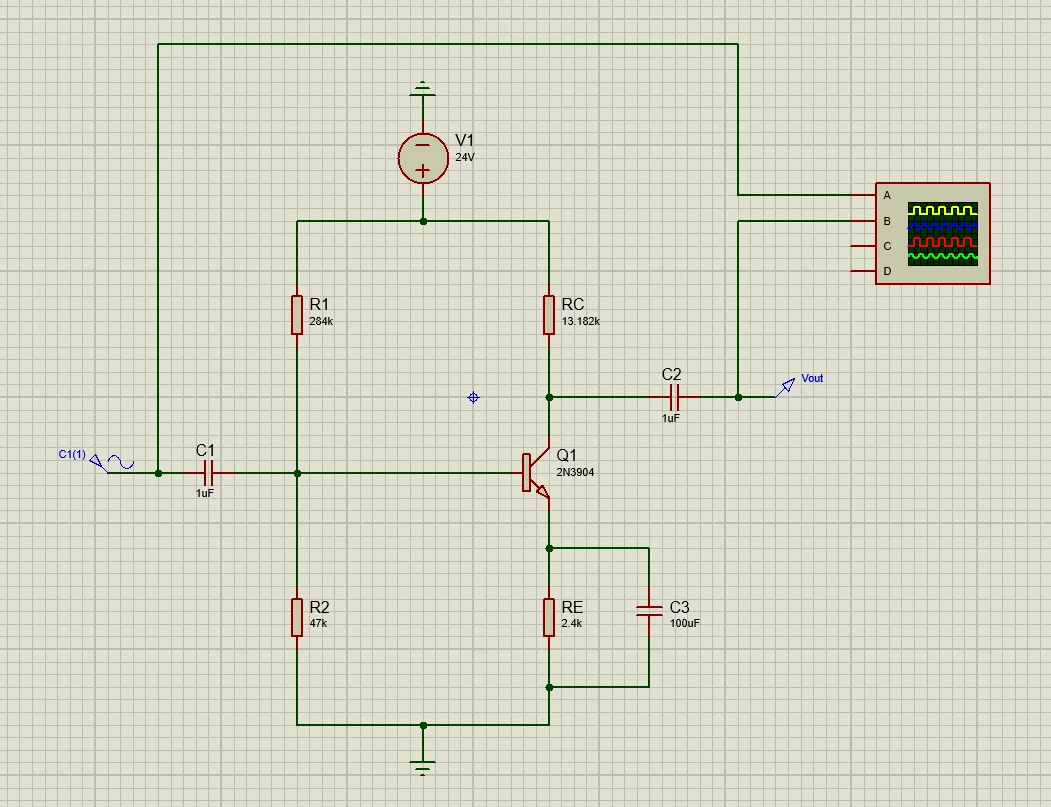 V1
24V
A
B
C
D
R1
284k
RC
13.182k
C2
1uF
Vout
C1(1)
C1
1uF
Q1
2N3904
R2
47k
RE
2.4k
C3
100uF